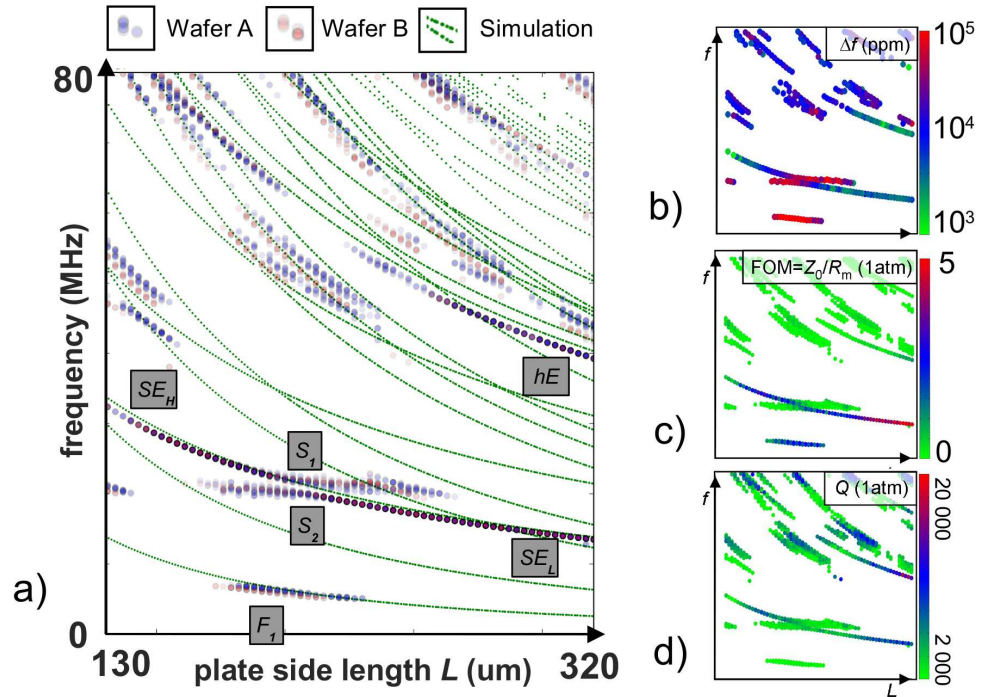 Wafer A
Wafer B
Simulation
a)
frequency (MHz)
80
0
130
320
plate side length L (um)
SE_H
S_1
S_2
SE_L
hE
F_1
b)
f
Δf (ppm)
10^5
10^4
10^3
c)
f
FOM=Z_0/R_m (1atm)
5
0
d)
f
Q (1atm)
20 000
2 000
L